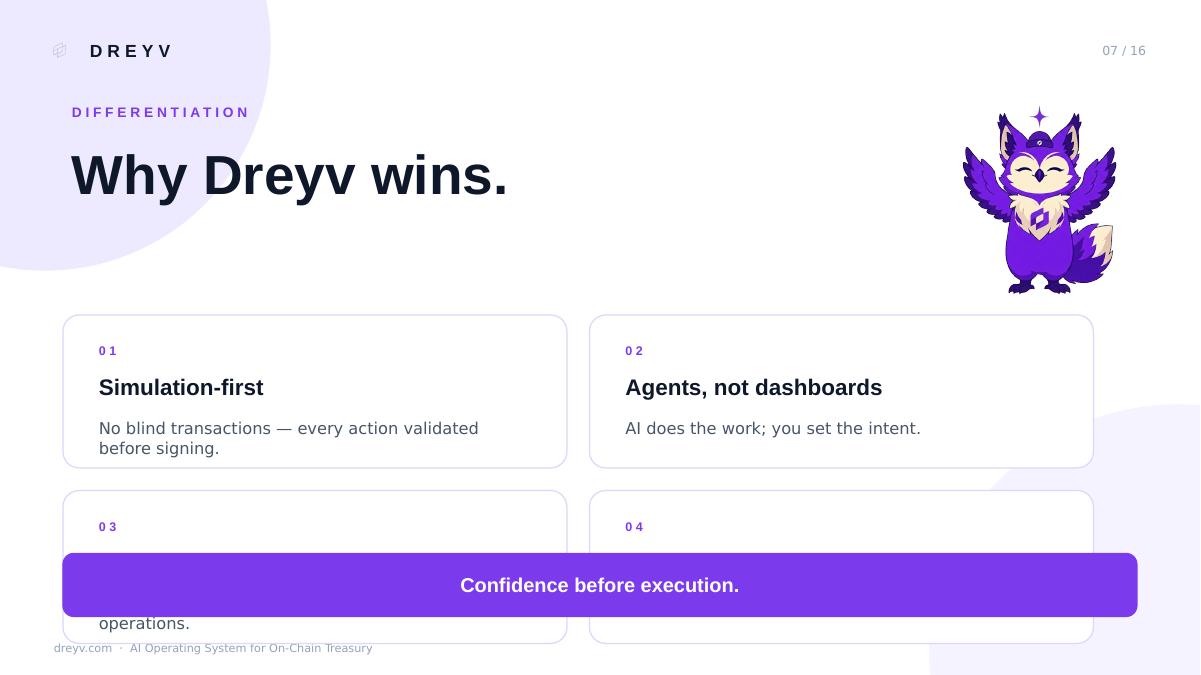 DREYV
07 / 16
DIFFERENTIATION
Why Dreyv wins.
01
Simulation-first
No blind transactions — every action validated
before signing.
02
Agents, not dashboards
AI does the work; you set the intent.
03
04
Confidence before execution.
operations.
dreyv.com · AI Operating System for On-Chain Treasury